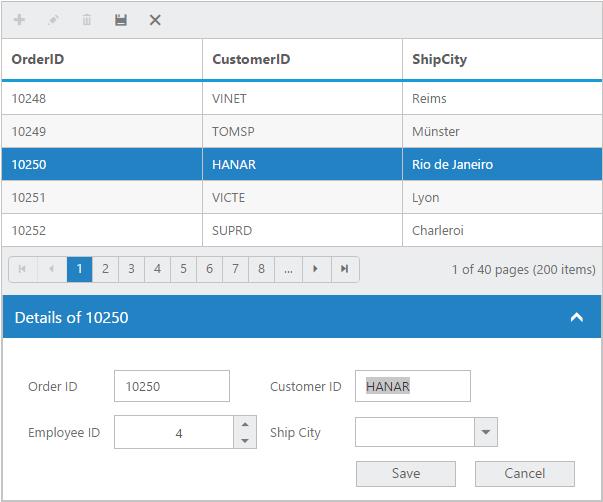 OrderID CustomerID ShipCity
10248 VINET Reims
10249 TOMSP Münster
10250 HANAR Rio de Janeiro
10251 VICTE Lyon
10252 SUPRD Charleroi
1 2 3 4 5 6 7 8 ... 1 of 40 pages (200 items)
Details of 10250
Order ID 10250 Customer ID HANAR
Employee ID 4 Ship City
Save Cancel